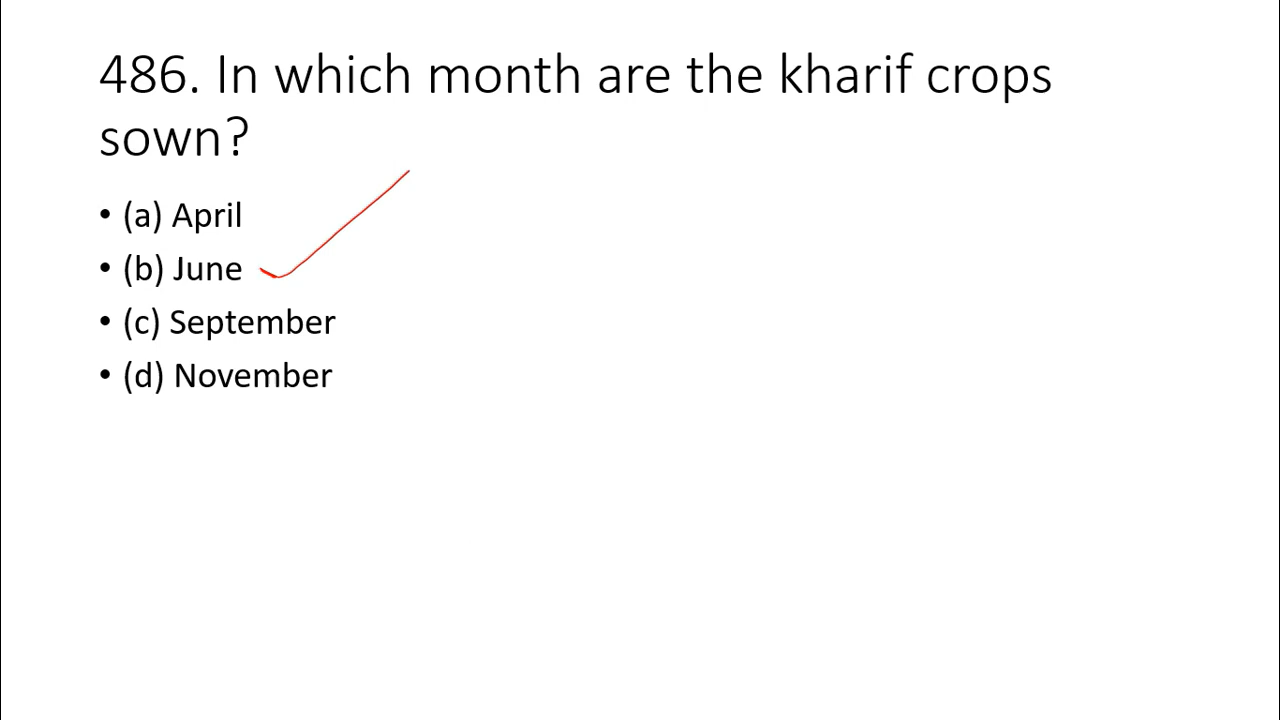 486. In which month are the kharif crops
sown?
• (a) April
• (b) June
• (c) September
• (d) November